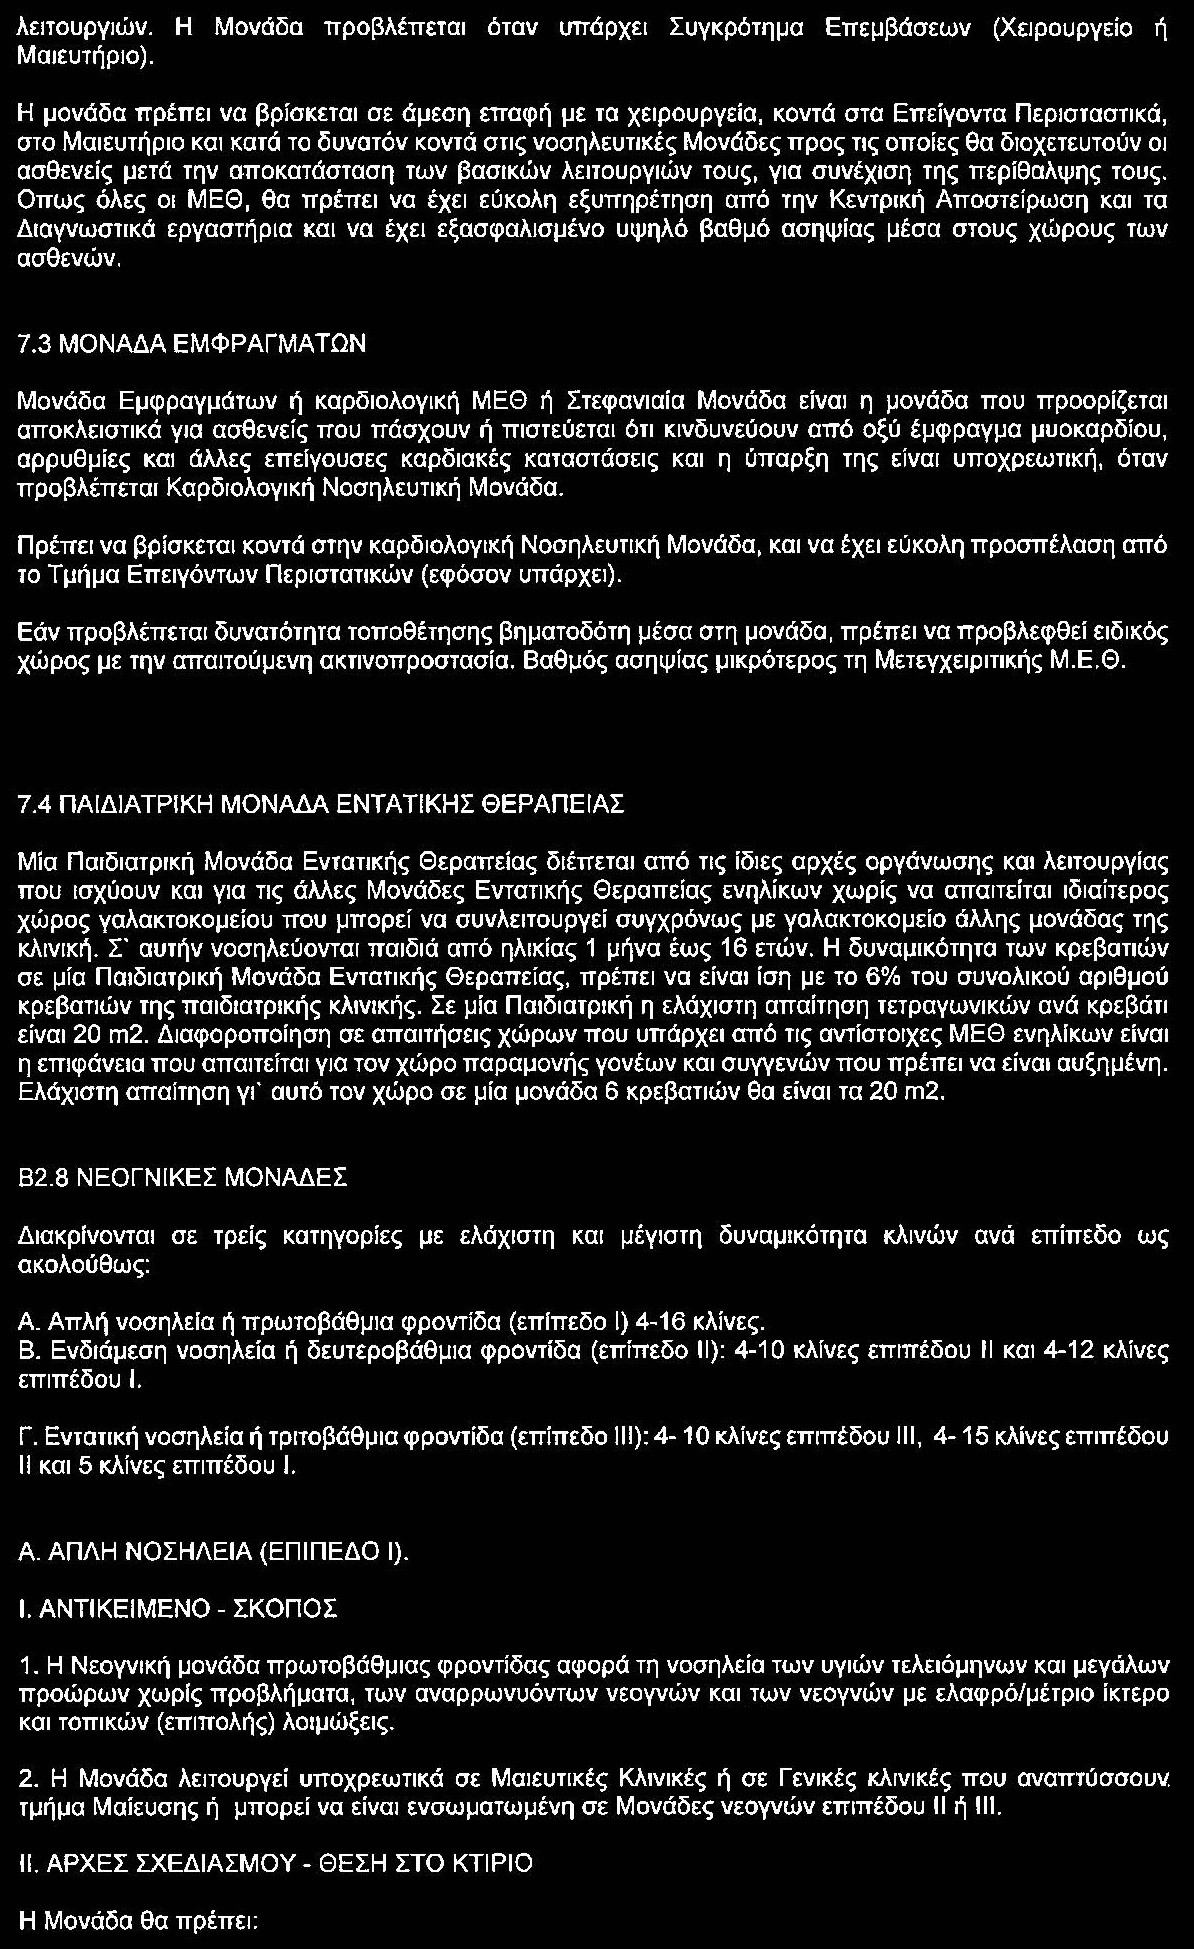 λειτουργιών. Η Μονάδα προβλέπεται όταν υπάρχει Συγκρότημα Επεμβάσεων (Χειρουργείο ή
Μαιευτήριο).
Η μονάδα πρέπει να βρίσκεται σε άμεση επαφή με τα χειρουργεία, κοντά στα Επείγοντα Περισταστικά,
στο Μαιευτήριο και κατά το δυνατόν κοντά στις νοσηλευτικές Μονάδες προς τις οποίες θα διοχετευτούν οι
ασθενείς μετά την αποκατάσταση των βασικών λειτουργιών τους, για συνέχιση της περίθαλψης τους.
Οπως όλες οι ΜΕΘ, θα πρέπει να έχει εύκολη εξυπηρέτηση από την Κεντρική Αποστείρωση και τα
Διαγνωστικά εργαστήρια και να έχει εξασφαλισμένο υψηλό βαθμό ασηψίας μέσα στους χώρους των
ασθενών.
7.3 ΜΟΝΑΔΑ ΕΜΦΡΑΓΜΑΤΩΝ
Μονάδα Εμφραγμάτων ή καρδιολογική ΜΕΘ ή Στεφανιαία Μονάδα είναι η μονάδα που προορίζεται
αποκλειστικά για ασθενείς που πάσχουν ή πιστεύεται ότι κινδυνεύουν από οξύ έμφραγμα μυοκαρδίου,
αρρυθμίες και άλλες επείγουσες καρδιακές καταστάσεις και η ύπαρξη της είναι υποχρεωτική, όταν
προβλέπεται Καρδιολογική Νοσηλευτική Μονάδα.
Πρέπει να βρίσκεται κοντά στην καρδιολογική Νοσηλευτική Μονάδα, και να έχει εύκολη προσπέλαση από
το Τμήμα Επειγόντων Περιστατικών (εφόσον υπάρχει).
Εάν προβλέπεται δυνατότητα τοποθέτησης βηματοδότη μέσα στη μονάδα, πρέπει να προβλεφθεί ειδικός
χώρος με την απαιτούμενη ακτινοπροστασία. Βαθμός ασηψίας μικρότερος τη Μετεγχειριτικής Μ.Ε.Θ.
7.4 ΠΑΙΔΙΑΤΡΙΚΗ ΜΟΝΑΔΑ ΕΝΤΑΤΙΚΗΣ ΘΕΡΑΠΕΙΑΣ
Μία Παιδιατρική Μονάδα Εντατικής Θεραπείας διέπεται από τις ίδιες αρχές οργάνωσης και λειτουργίας
που ισχύουν και για τις άλλες Μονάδες Εντατικής Θεραπείας ενηλίκων χωρίς να απαιτείται ιδιαίτερος
χώρος γαλακτοκομείου που μπορεί να συνλειτουργεί συγχρόνως με γαλακτοκομείο άλλης μονάδας της
κλινική. Σ' αυτήν νοσηλεύονται παιδιά από ηλικίας 1 μήνα έως 16 ετών. Η δυναμικότητα των κρεβατιών
σε μία Παιδιατρική Μονάδα Εντατικής Θεραπείας, πρέπει να είναι ίση με το 6% του συνολικού αριθμού
κρεβατιών της παιδιατρικής κλινικής. Σε μία Παιδιατρική η ελάχιστη απαίτηση τετραγωνικών ανά κρεβάτι
είναι 20 m2. Διαφοροποίηση σε απαιτήσεις χώρων που υπάρχει από τις αντίστοιχες ΜΕΘ ενηλίκων είναι
η επιφάνεια που απαιτείται για τον χώρο παραμονής γονέων και συγγενών που πρέπει να είναι αυξημένη.
Ελάχιστη απαίτηση γι' αυτό τον χώρο σε μία μονάδα 6 κρεβατιών θα είναι τα 20 m2.
Β2.8 ΝΕΟΓΝΙΚΕΣ ΜΟΝΑΔΕΣ
Διακρίνονται σε τρείς κατηγορίες με ελάχιστη και μέγιστη δυναμικότητα κλινών ανά επίπεδο ως
ακολούθως:
Α. Απλή νοσηλεία ή πρωτοβάθμια φροντίδα (επίπεδο Ι) 4-16 κλίνες.
Β. Ενδιάμεση νοσηλεία ή δευτεροβάθμια φροντίδα (επίπεδο ΙΙ): 4-10 κλίνες επιπέδου ΙΙ και 4-12 κλίνες
επιπέδου Ι.
Γ. Εντατική νοσηλεία ή τριτοβάθμια φροντίδα (επίπεδο ΙΙΙ): 4- 10 κλίνες επιπέδου ΙΙΙ, 4-15 κλίνες επιπέδου
ΙΙ και 5 κλίνες επιπέδου Ι.
Α. ΑΠΛΗ ΝΟΣΗΛΕΙΑ (ΕΠΙΠΕΔΟ Ι).
Ι. ΑΝΤΙΚΕΙΜΕΝΟ - ΣΚΟΠΟΣ
1. Η Νεογνική μονάδα πρωτοβάθμιας φροντίδας αφορά τη νοσηλεία των υγιών τελειόμηνων και μεγάλων
προώρων χωρίς προβλήματα, των αναρρωνυόντων νεογνών και των νεογνών με ελαφρό/μέτριο ίκτερο
και τοπικών (επιπολής) λοιμώξεις.
2. Η Μονάδα λειτουργεί υποχρεωτικά σε Μαιευτικές Κλινικές ή σε Γενικές κλινικές που αναπτύσσουν
τμήμα Μαίευσης ή μπορεί να είναι ενσωματωμένη σε Μονάδες νεογνών επιπέδου ΙΙ ή ΙΙΙ.
ΙΙ. ΑΡΧΕΣ ΣΧΕΔΙΑΣΜΟΥ - ΘΕΣΗ ΣΤΟ ΚΤΙΡΙΟ
Η Μονάδα θα πρέπει: